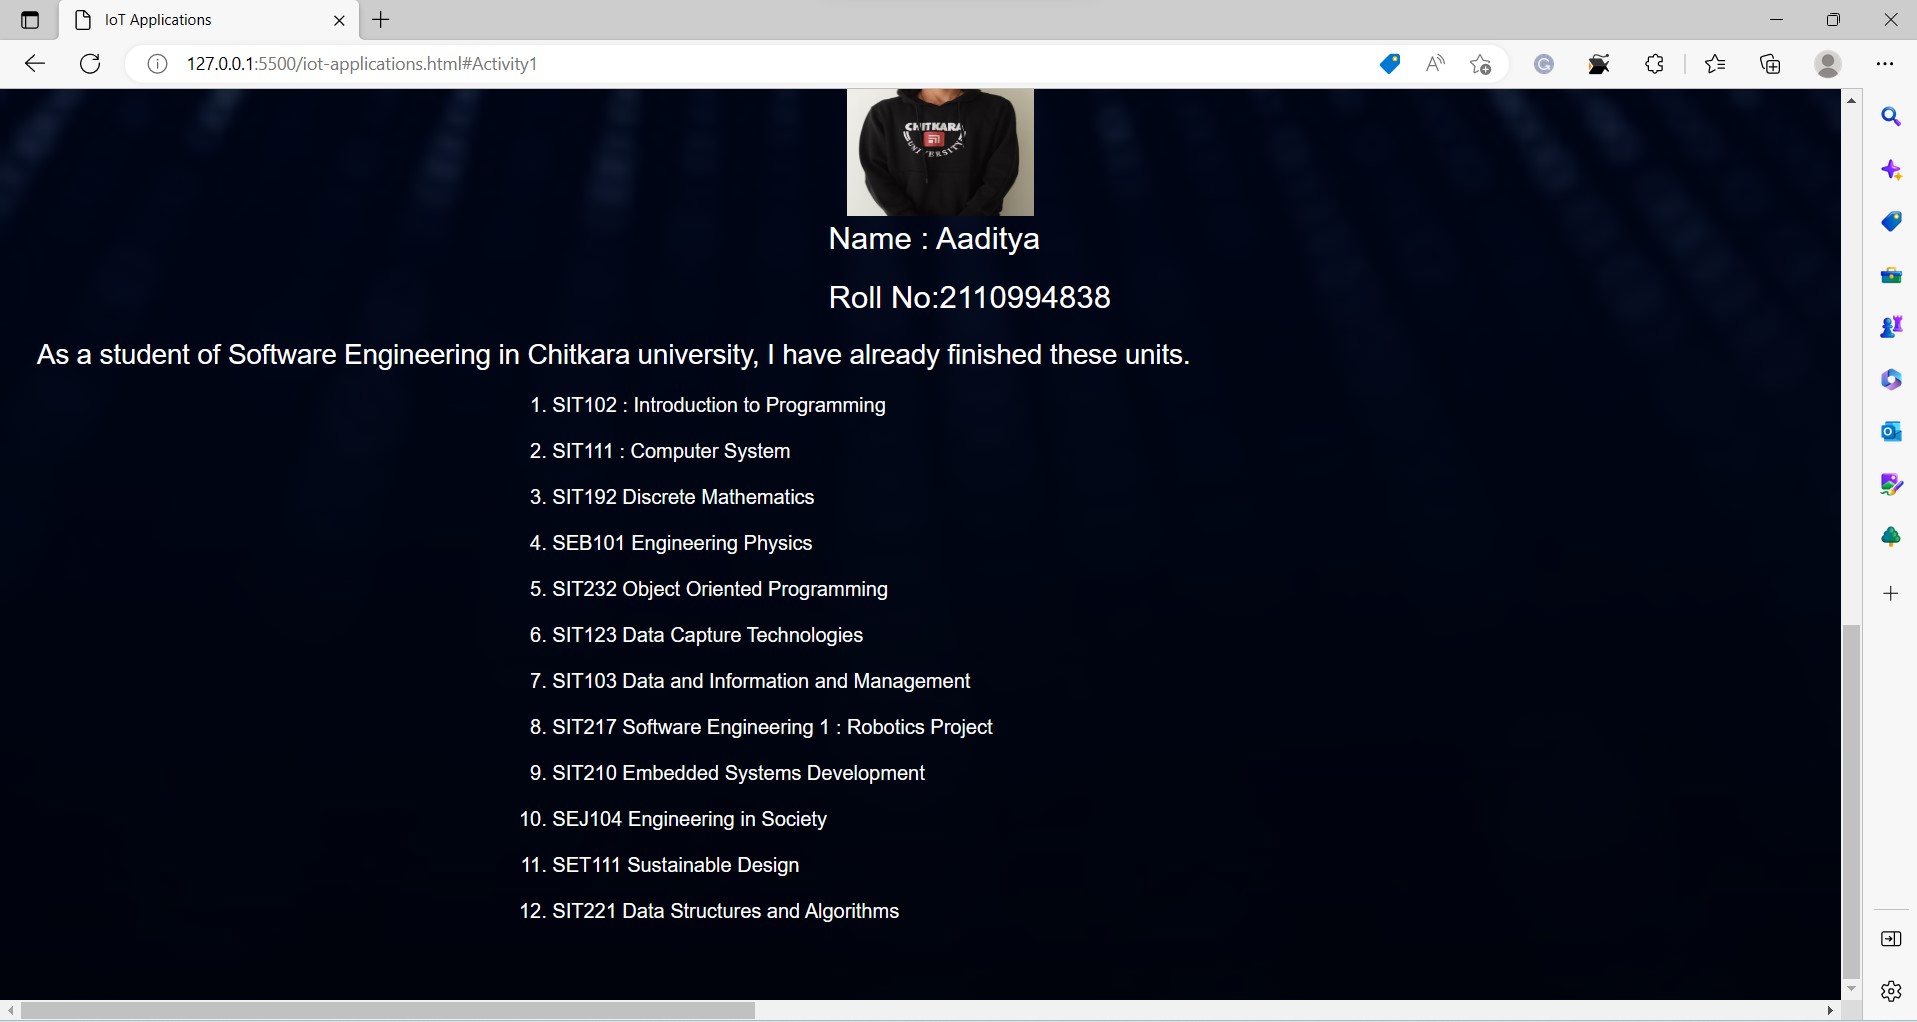 IoT Applications
127.0.0.1:5500/iot-applications.html#Activity1
CHITKARA
UNIVERSITY
Name : Aaditya
Roll No:2110994838
As a student of Software Engineering in Chitkara university, I have already finished these units.
1. SIT102 : Introduction to Programming
2. SIT111 : Computer System
3. SIT192 Discrete Mathematics
4. SEB101 Engineering Physics
5. SIT232 Object Oriented Programming
6. SIT123 Data Capture Technologies
7. SIT103 Data and Information and Management
8. SIT217 Software Engineering 1 : Robotics Project
9. SIT210 Embedded Systems Development
10. SEJ104 Engineering in Society
11. SET111 Sustainable Design
12. SIT221 Data Structures and Algorithms